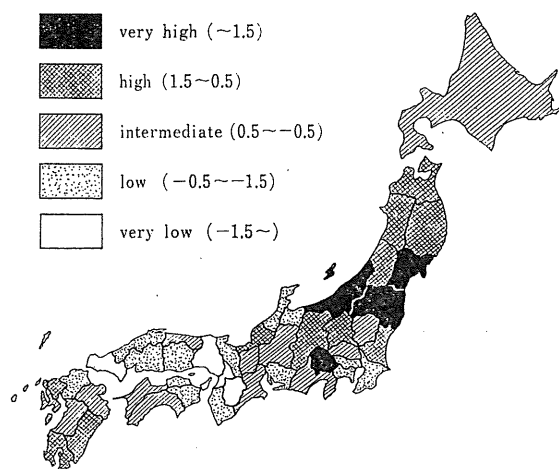 very high (~1.5)
high (1.5~0.5)
intermediate (0.5~-0.5)
low (-0.5~-1.5)
very low (-1.5~)